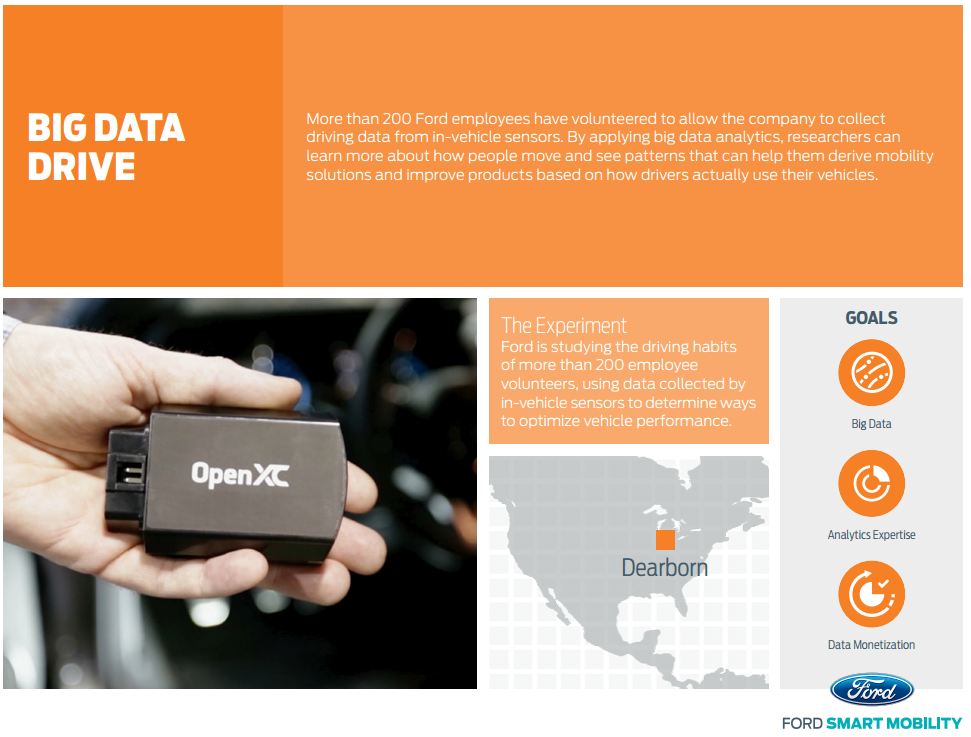 BIG DATA
DRIVE
More than 200 Ford employees have volunteered to allow the company to collect
driving data from in-vehicle sensors. By applying big data analytics, researchers can
learn more about how people move and see patterns that can help them derive mobility
solutions and improve products based on how drivers actually use their vehicles.
OpenXC
The Experiment
Ford is studying the driving habits
of more than 200 employee
volunteers, using data collected by
in-vehicle sensors to determine ways
to optimize vehicle performance.
Dearborn
GOALS
Big Data
Analytics Expertise
Data Monetization
Ford
FORD SMART MOBILITY